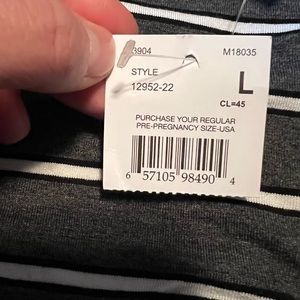 3904 M18035
STYLE L
12952-22
CL=45
PURCHASE YOUR REGULAR
PRE-PREGNANCY SIZE-USA
6 57105 98490 4